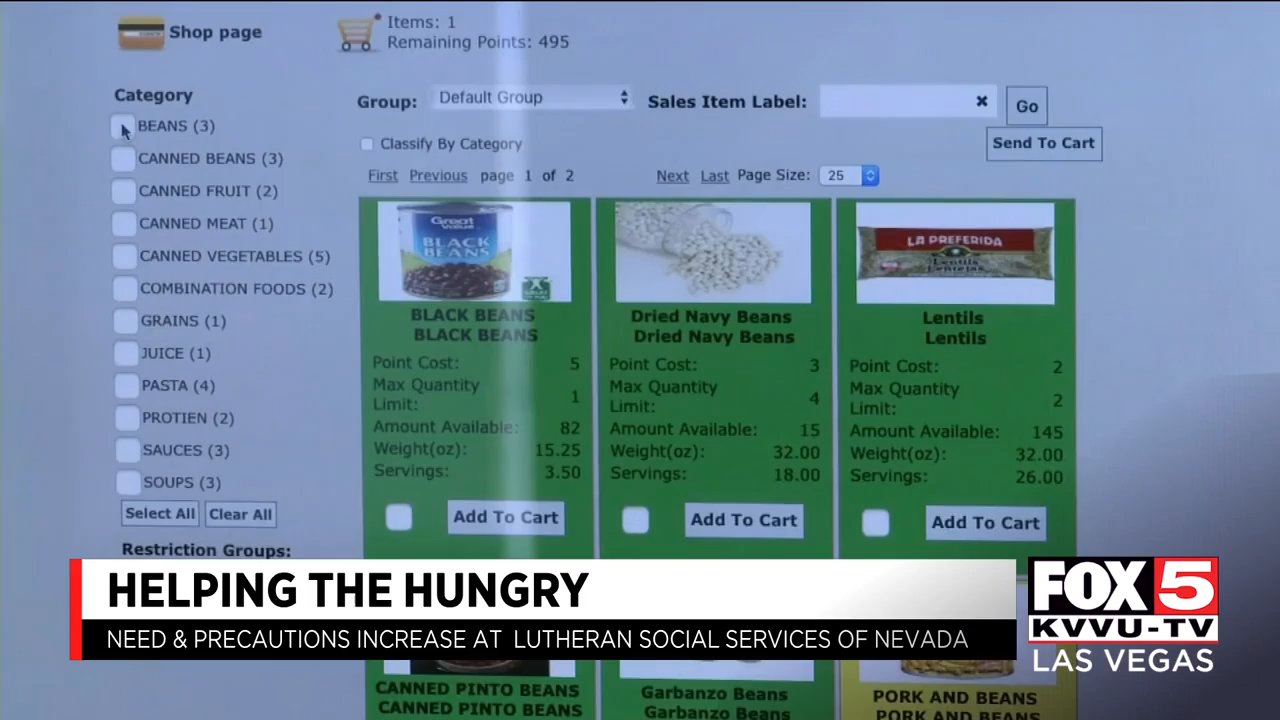 Shop page
Items: 1
Remaining Points: 495
Category
BEANS (3)
CANNED BEANS (3)
CANNED FRUIT (2)
CANNED MEAT (1)
CANNED VEGETABLES (5)
COMBINATION FOODS (2)
GRAINS (1)
JUICE (1)
PASTA (4)
PROTIEN (2)
SAUCES (3)
SOUPS (3)
Select All Clear All
Restriction Groups:
Group: Default Group Sales Item Label: Go
Classify By Category Send To Cart
First Previous page 1 of 2 Next Last Page Size: 25
Great Value
BLACK BEANS
BLACK BEANS
BLACK BEANS
Point Cost: 5
Max Quantity Limit: 1
Amount Available: 82
Weight(oz): 15.25
Servings: 3.50
Add To Cart
Dried Navy Beans
Dried Navy Beans
Point Cost: 3
Max Quantity Limit: 4
Amount Available: 15
Weight(oz): 32.00
Servings: 18.00
Add To Cart
LA PREFERIDA
Lentils
Lentejas
Lentils
Lentils
Point Cost: 2
Max Quantity Limit: 2
Amount Available: 145
Weight(oz): 32.00
Servings: 26.00
Add To Cart
HELPING THE HUNGRY
NEED & PRECAUTIONS INCREASE AT LUTHERAN SOCIAL SERVICES OF NEVADA
FOX 5
KVVU-TV
LAS VEGAS
CANNED PINTO BEANS
CANNED PINTO BEANS
Garbanzo Beans
Garbanzo Beans
PORK AND BEANS
PORK AND BEANS